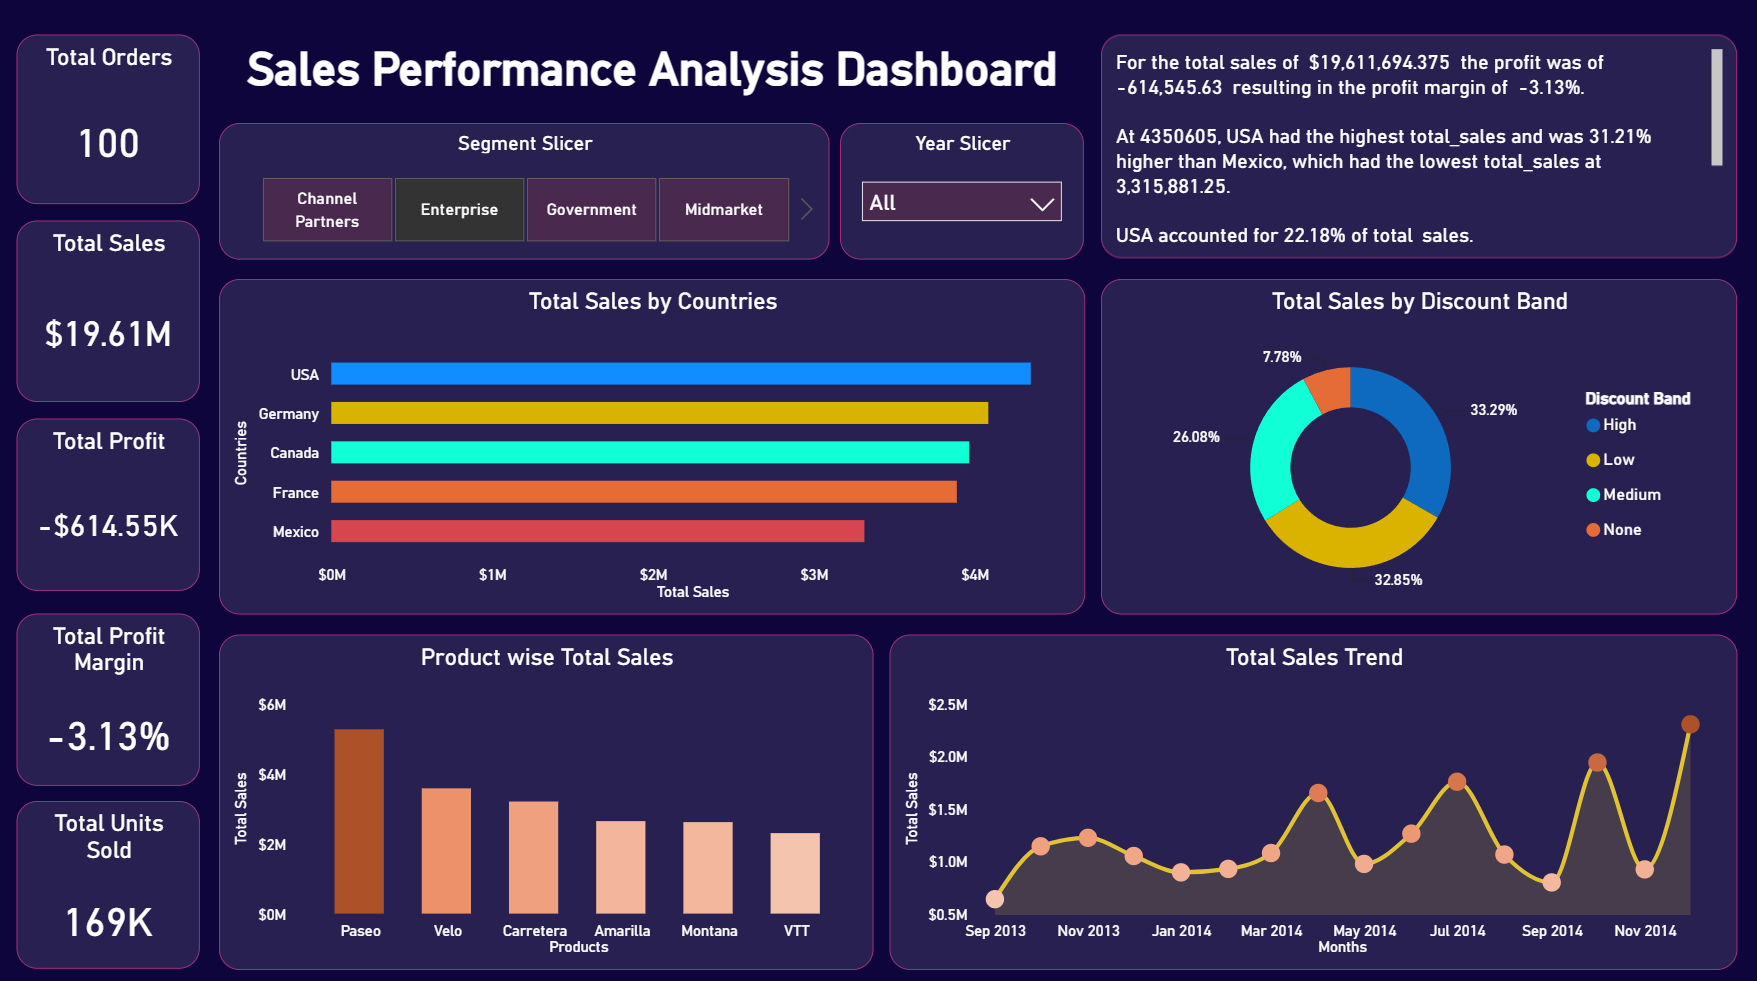 Total Orders
100
Total Sales
$19.61M
Total Profit
-$614.55K
Total Profit
Margin
-3.13%
Total Units
Sold
169K
Sales Performance Analysis Dashboard
Segment Slicer
Channel
Partners
Enterprise
Government
Midmarket
Year Slicer
All
For the total sales of $19,611,694.375 the profit was of
-614,545.63 resulting in the profit margin of -3.13%.
At 4350605, USA had the highest total_sales and was 31.21%
higher than Mexico, which had the lowest total_sales at
3,315,881.25.
USA accounted for 22.18% of total sales.
Total Sales by Countries
Countries
USA
Germany
Canada
France
Mexico
$0M $1M $2M $3M $4M
Total Sales
Total Sales by Discount Band
7.78%
33.29%
26.08%
32.85%
Discount Band
High
Low
Medium
None
Product wise Total Sales
Total Sales
$6M
$4M
$2M
$0M
Paseo Velo Carretera Amarilla Montana VTT
Products
Total Sales Trend
Total Sales
$2.5M
$2.0M
$1.5M
$1.0M
$0.5M
Sep 2013 Nov 2013 Jan 2014 Mar 2014 May 2014 Jul 2014 Sep 2014 Nov 2014
Months